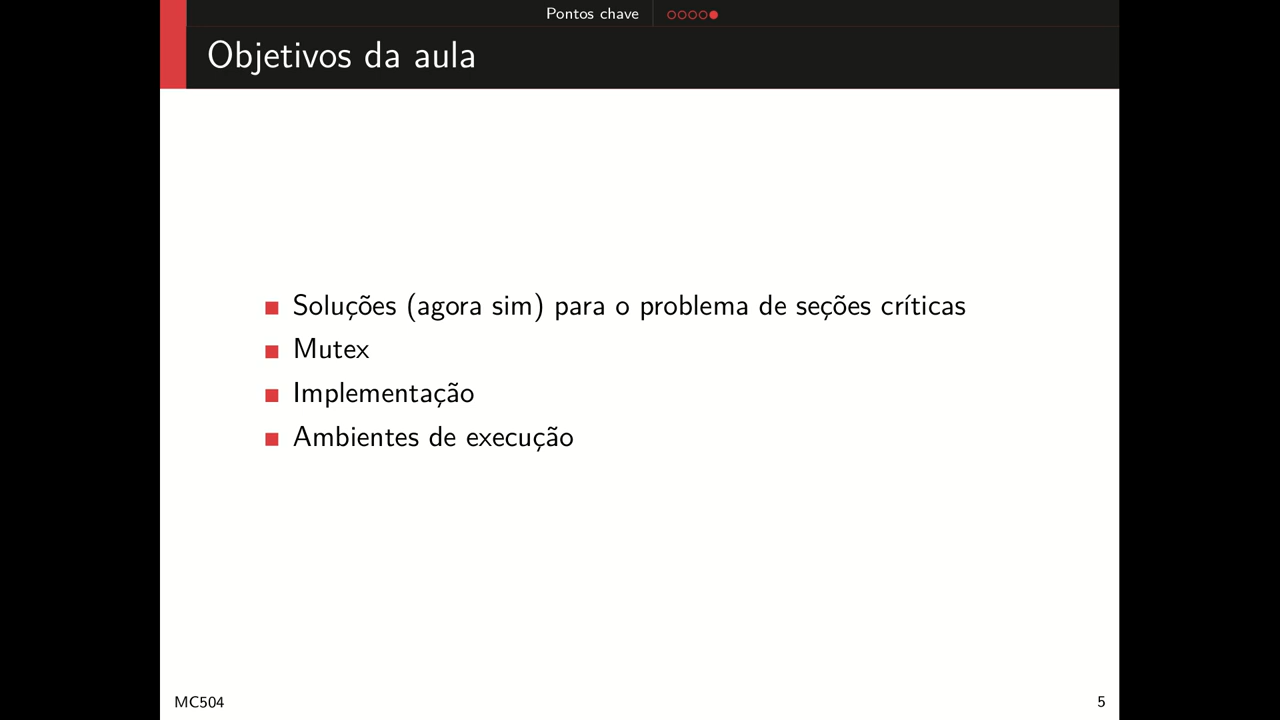 Pontos chave
Objetivos da aula
Soluções (agora sim) para o problema de seções críticas
Mutex
Implementação
Ambientes de execução
MC504
5